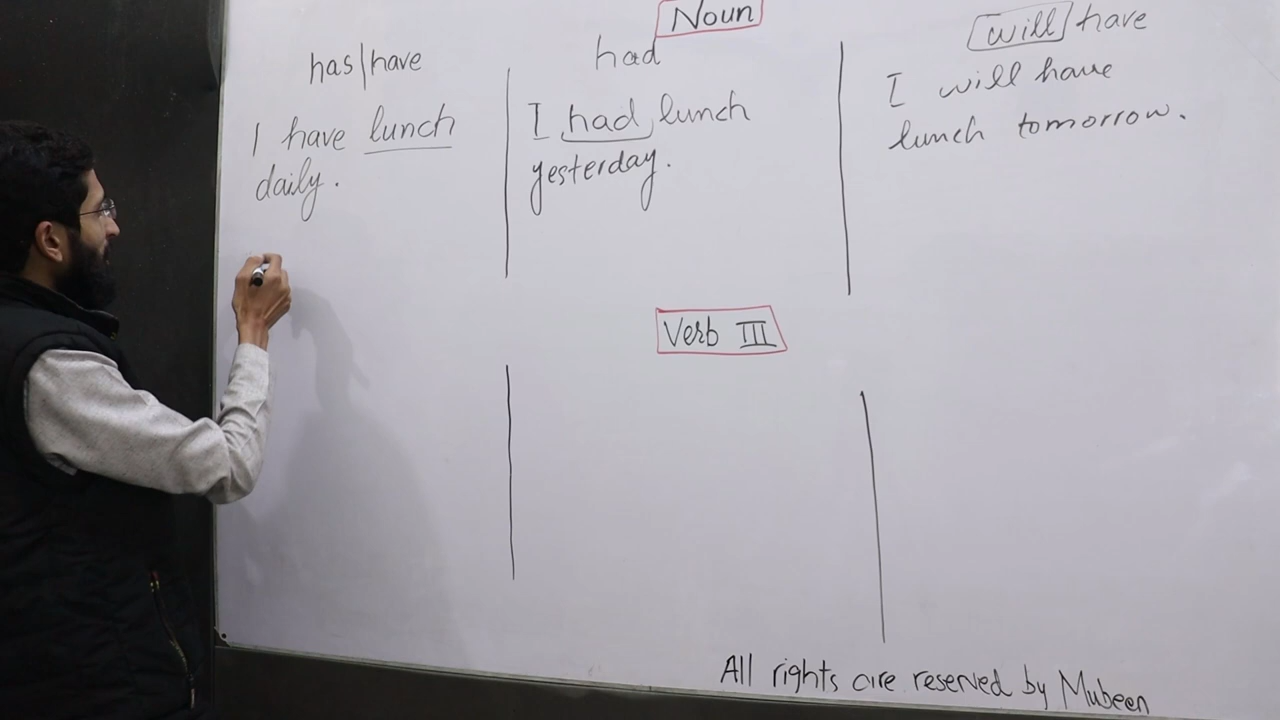 Noun
has|have
had
will have
I have lunch
daily.
I had lunch
yesterday.
I will have
lunch tomorrow.
Verb III
All rights are reserved by Mubeen